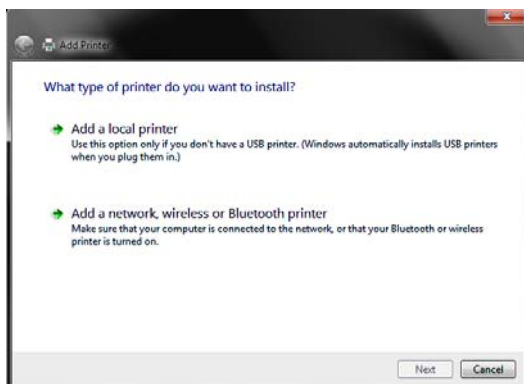 Add Printer
What type of printer do you want to install?
Add a local printer
Use this option only if you don't have a USB printer. (Windows automatically installs USB printers
when you plug them in.)
Add a network, wireless or Bluetooth printer
Make sure that your computer is connected to the network, or that your Bluetooth or wireless
printer is turned on.
Next
Cancel